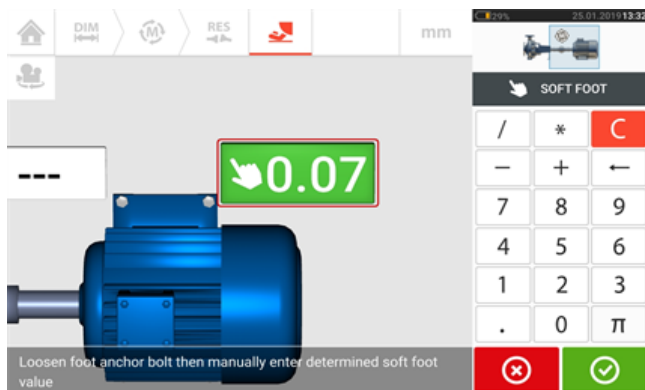 DIM
(M)
RES
mm
29%
25.01.2019 13:32
SOFT FOOT
---
0.07
/ * C
− + ←
7 8 9
4 5 6
1 2 3
. 0 π
Loosen foot anchor bolt then manually enter determined soft foot
value